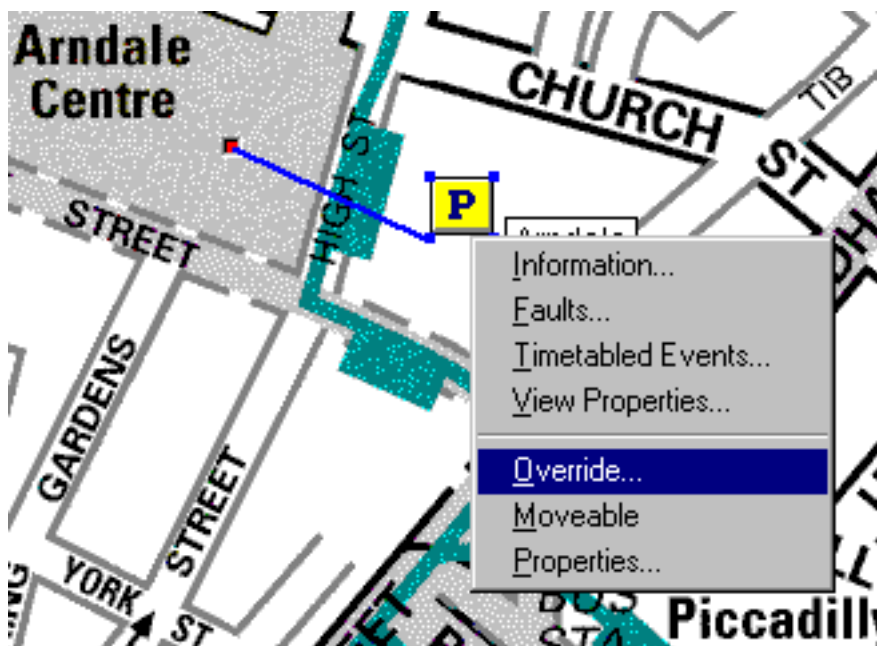 Arndale
Centre
CHURCH
ST
TIB
HIGH ST
P
STREET
Information...
Faults...
Timetabled Events...
View Properties...
Override...
Moveable
Properties...
GARDENS
STREET
YORK
ST
BUS
Piccadilly